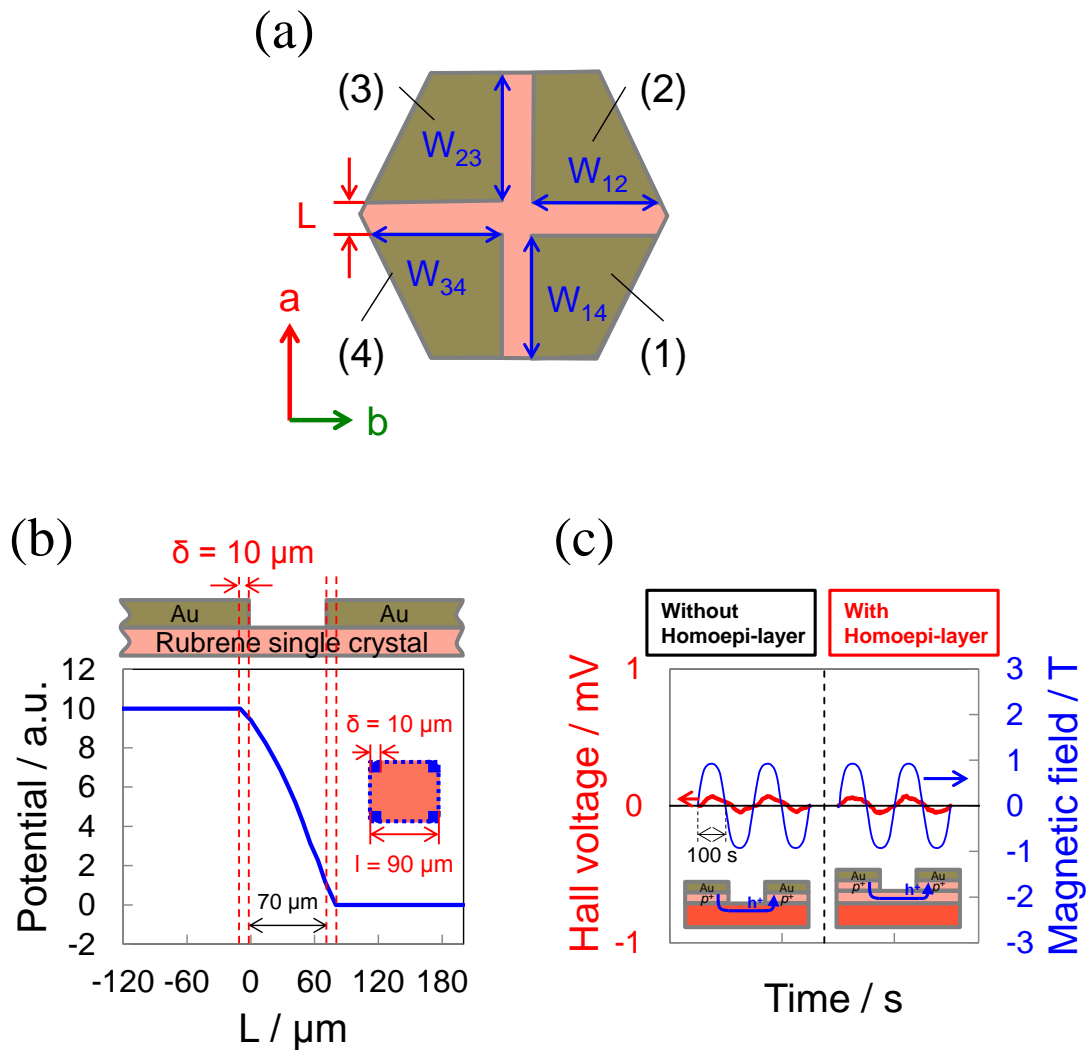 (a)
(3)
(2)
W23
W12
L
W34
W14
a
(4)
(1)
b
(b)
δ = 10 µm
Au
Au
Rubrene single crystal
12
10
8
6
4
2
0
-2
Potential / a.u.
δ = 10 µm
l = 90 µm
70 µm
-120
-60
0
60
120
180
L / µm
(c)
Without
Homoepi-layer
With
Homoepi-layer
1
0
-1
Hall voltage / mV
3
2
1
0
-1
-2
-3
Magnetic field / T
100 s
Au
Au
p+
h+
p+
Au
Au
p+
h+
p+
Time / s